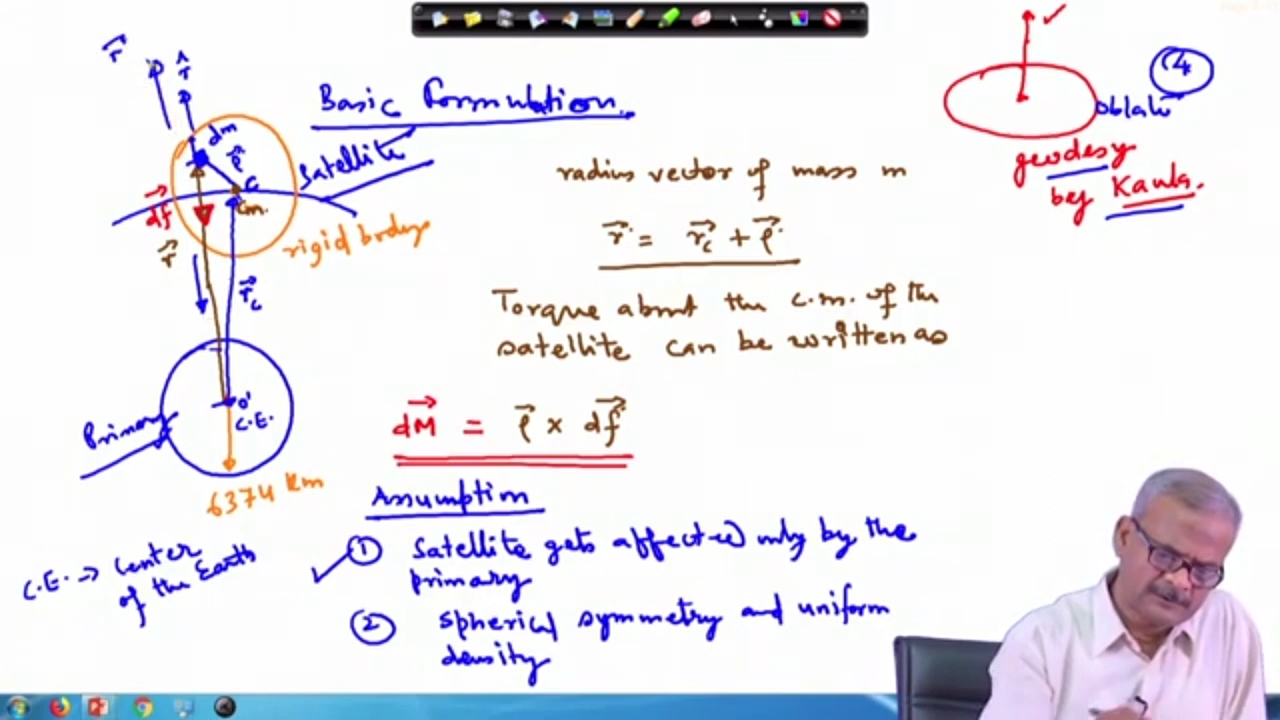 Basic Formulation.
(4
oblate
geodesy
by Kaula.
r⃗
r̂
dm
ρ⃗
c
c.m.
Satellite
d⃗f
r⃗
rigid body
r⃗c
radius vector of mass m
r⃗ = r⃗c + ρ⃗
Torque about the c.m. of the
satellite can be written as
O'
C.E.
Primary
6374 km
dM⃗ = ρ⃗ × df⃗
Assumption
① Satellite gets affected only by the
primary
② Spherical symmetry and uniform
density
C.E. → Center
of the Earth